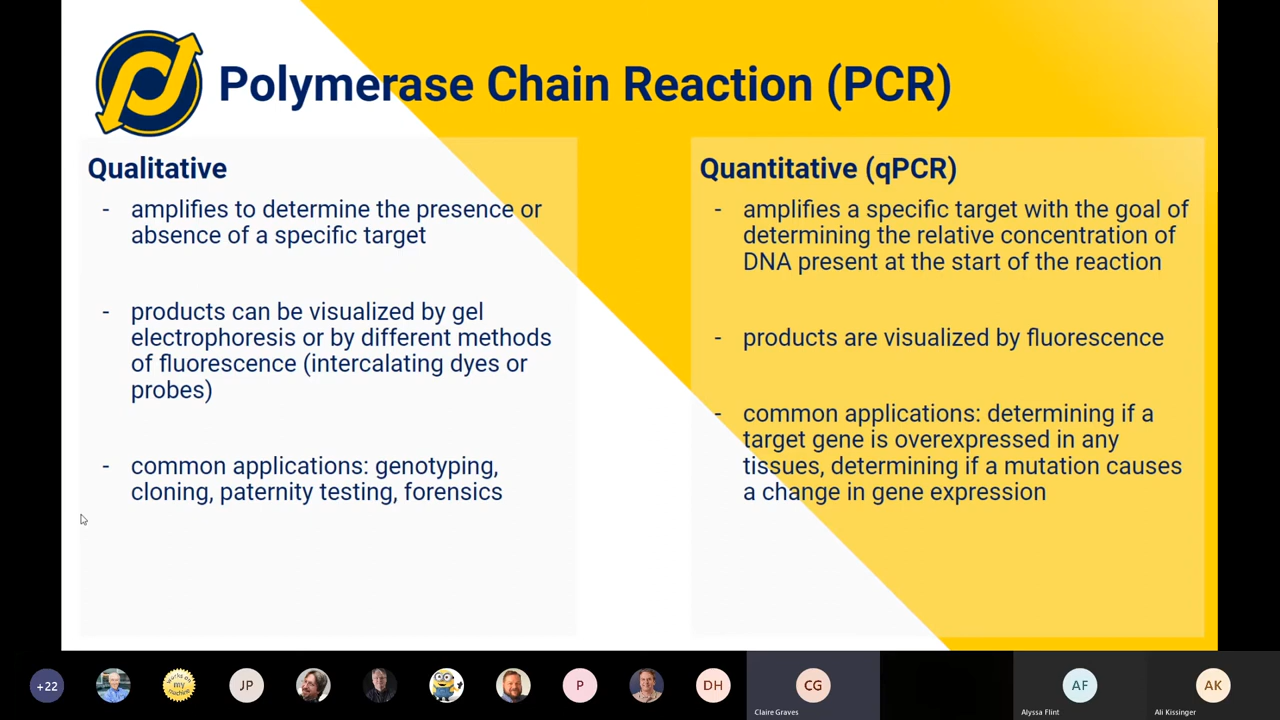 Polymerase Chain Reaction (PCR)
Qualitative
- amplifies to determine the presence or
absence of a specific target
- products can be visualized by gel
electrophoresis or by different methods
of fluorescence (intercalating dyes or
probes)
- common applications: genotyping,
cloning, paternity testing, forensics
Quantitative (qPCR)
- amplifies a specific target with the goal of
determining the relative concentration of
DNA present at the start of the reaction
- products are visualized by fluorescence
- common applications: determining if a
target gene is overexpressed in any
tissues, determining if a mutation causes
a change in gene expression
+22
works on
my
machine
JP
P
DH
CG
Claire Graves
AF
Alyssa Flint
AK
Ali Kissinger